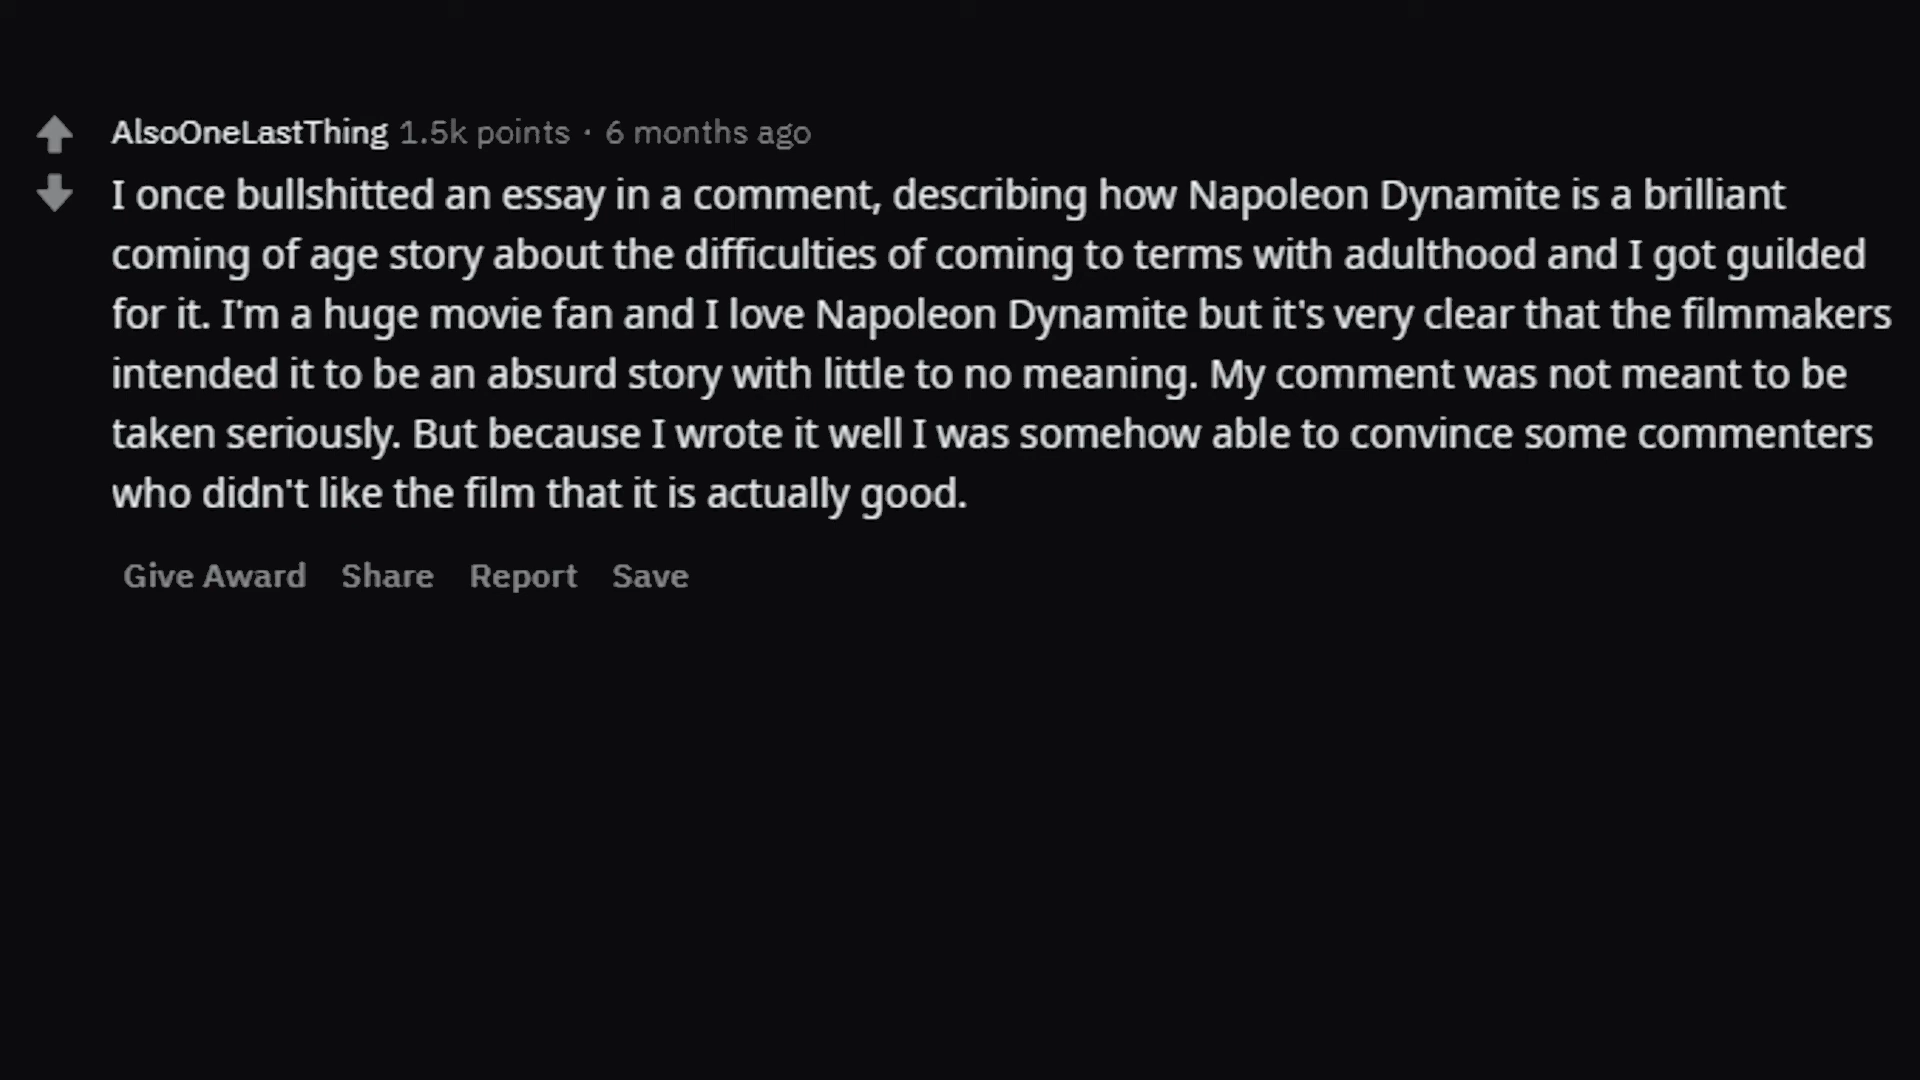 AlsoOneLastThing 1.5k points · 6 months ago
I once bullshitted an essay in a comment, describing how Napoleon Dynamite is a brilliant
coming of age story about the difficulties of coming to terms with adulthood and I got guilded
for it. I'm a huge movie fan and I love Napoleon Dynamite but it's very clear that the filmmakers
intended it to be an absurd story with little to no meaning. My comment was not meant to be
taken seriously. But because I wrote it well I was somehow able to convince some commenters
who didn't like the film that it is actually good.
Give Award Share Report Save